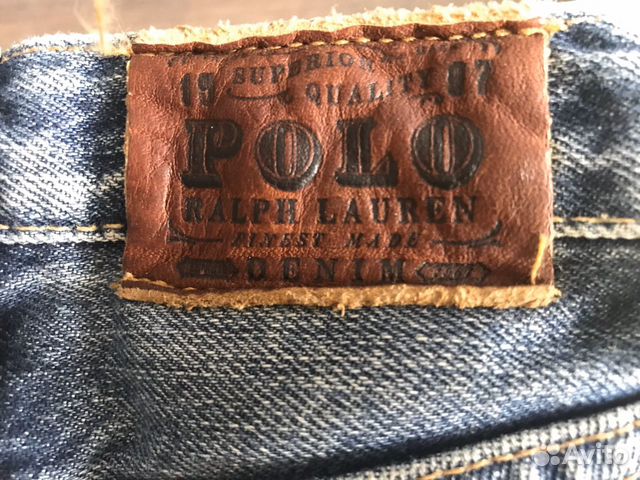 SUPERIOR
19 QUALITY 67
POLO
RALPH LAUREN
FINEST MADE
DENIM
Avito